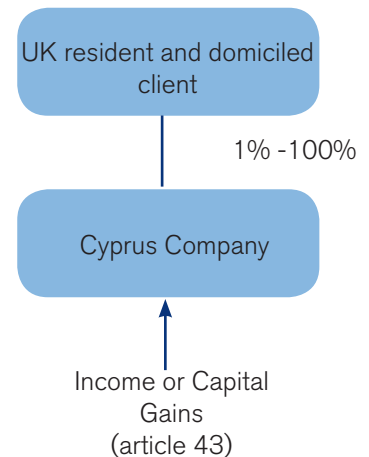 UK resident and domiciled
client
1% -100%
Cyprus Company
Income or Capital
Gains
(article 43)